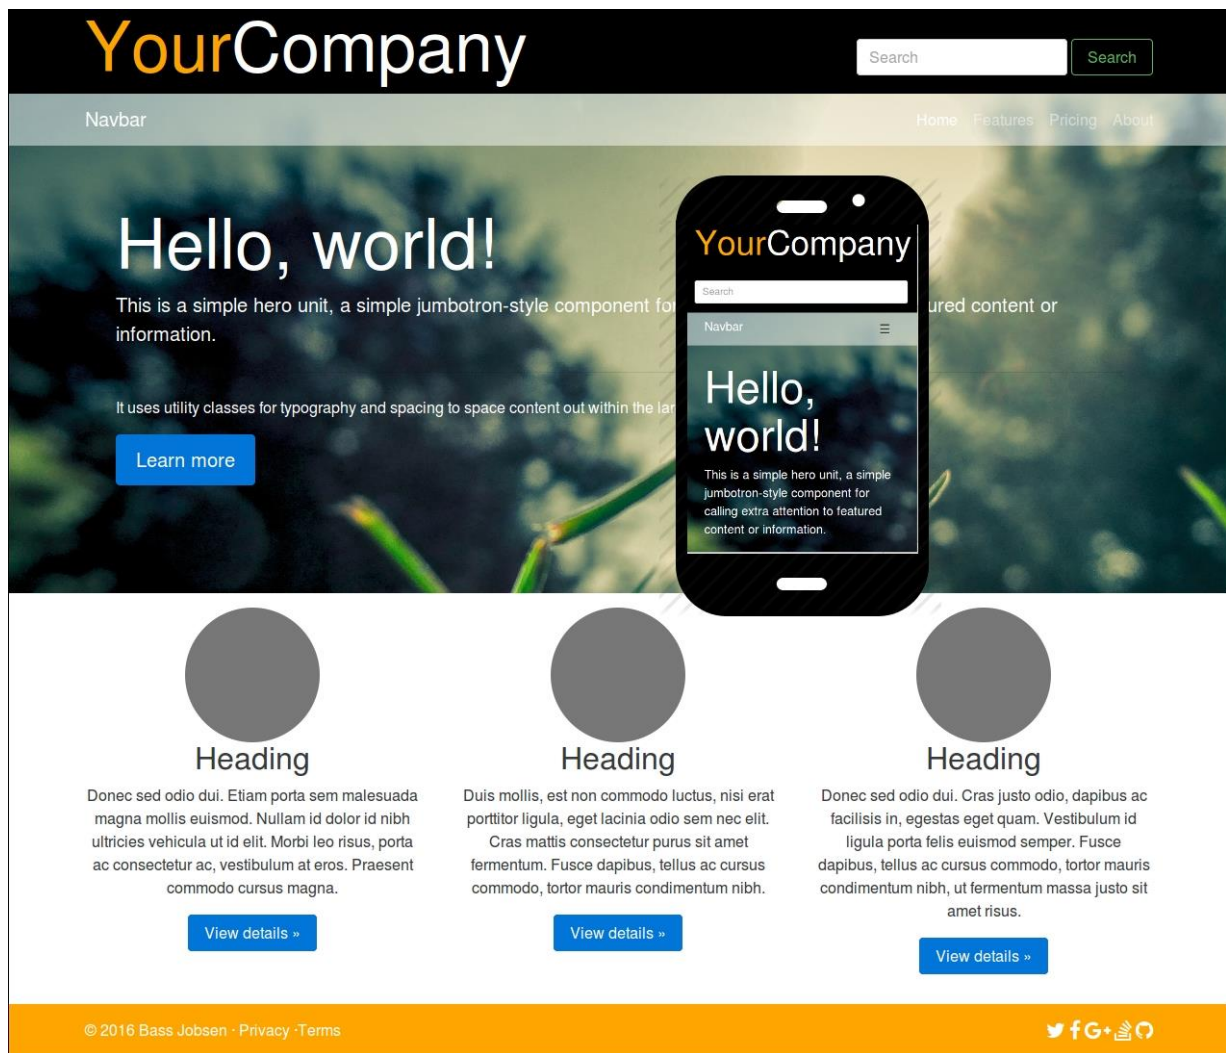 YourCompany
Search
Search
Navbar
Home Features Pricing About
Hello, world!
This is a simple hero unit, a simple jumbotron-style component for
ured content or
information.
It uses utility classes for typography and spacing to space content out within the lar
Learn more
YourCompany
Search
Navbar
Hello,
world!
This is a simple hero unit, a simple
jumbotron-style component for
calling extra attention to featured
content or information.
Heading
Donec sed odio dui. Etiam porta sem malesuada
magna mollis euismod. Nullam id dolor id nibh
ultricies vehicula ut id elit. Morbi leo risus, porta
ac consectetur ac, vestibulum at eros. Praesent
commodo cursus magna.
View details »
Heading
Duis mollis, est non commodo luctus, nisi erat
porttitor ligula, eget lacinia odio sem nec elit.
Cras mattis consectetur purus sit amet
fermentum. Fusce dapibus, tellus ac cursus
commodo, tortor mauris condimentum nibh.
View details »
Heading
Donec sed odio dui. Cras justo odio, dapibus ac
facilisis in, egestas eget quam. Vestibulum id
ligula porta felis euismod semper. Fusce
dapibus, tellus ac cursus commodo, tortor mauris
condimentum nibh, ut fermentum massa justo sit
amet risus.
View details »
© 2016 Bass Jobsen · Privacy ·Terms